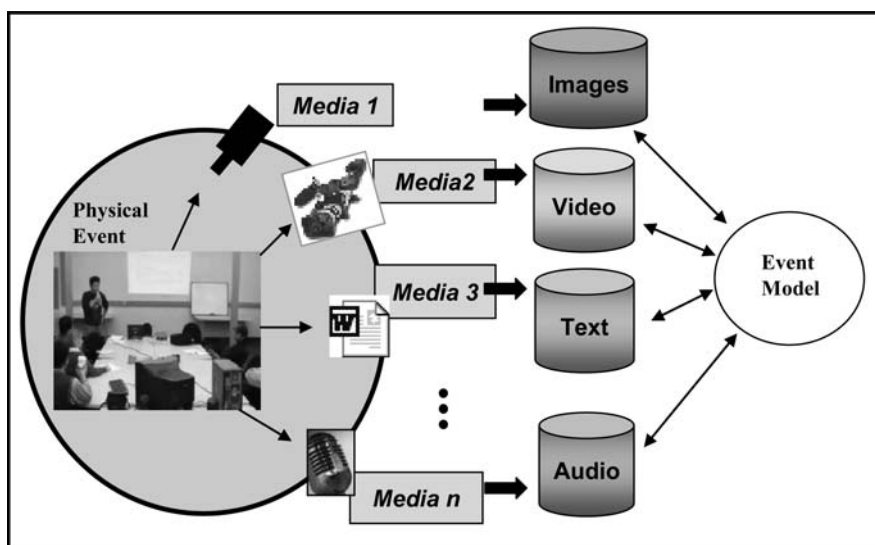 Media 1
Images
Media2
Video
Physical
Event
Event
Model
Media 3
W
Text
Media n
Audio